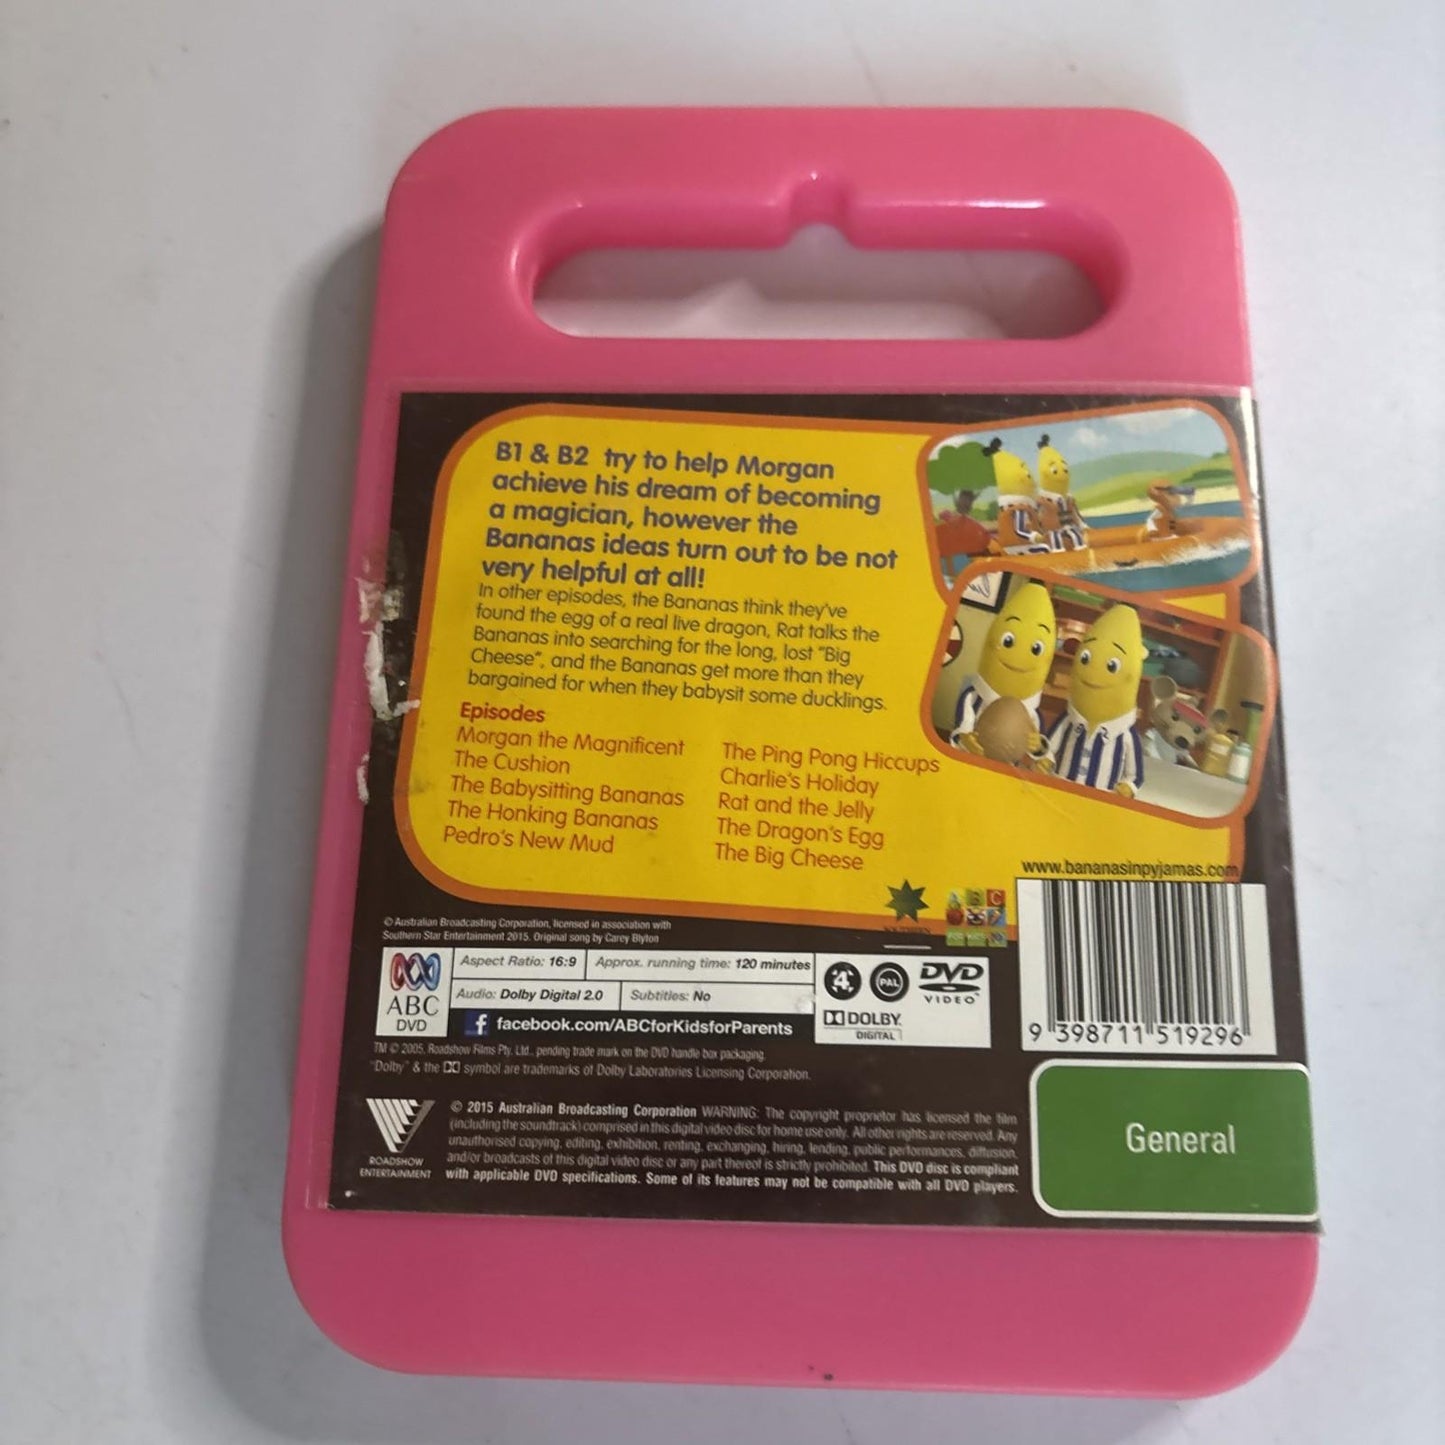 B1 & B2 try to help Morgan
achieve his dream of becoming
a magician, however the
Bananas ideas turn out to be not
very helpful at all!
In other episodes, the Bananas think they've
found the egg of a real live dragon, Rat talks the
Bananas into searching for the long, lost "Big
Cheese", and the Bananas get more than they
bargained for when they babysit some ducklings.
Episodes
Morgan the Magnificent
The Cushion
The Babysitting Bananas
The Honking Bananas
Pedro's New Mud
The Ping Pong Hiccups
Charlie's Holiday
Rat and the Jelly
The Dragon's Egg
The Big Cheese
www.bananasinpyjamas.com
© Australian Broadcasting Corporation, licensed in association with
Southern Star Entertainment 2015. Original song by Carey Blyton
SOUTHERN
A B C
FOR KIDS
ABC
DVD
Aspect Ratio: 16:9
Approx. running time: 120 minutes
Audio: Dolby Digital 2.0
Subtitles: No
facebook.com/ABCforKidsforParents
4
PAL
DVD
VIDEO
DOLBY
DIGITAL
9 398711 519296
TM © 2005. Roadshow Films Pty. Ltd., pending trade mark on the DVD handle box packaging.
"Dolby" & the symbol are trademarks of Dolby Laboratories Licensing Corporation.
ROADSHOW
ENTERTAINMENT
© 2015 Australian Broadcasting Corporation WARNING: The copyright proprietor has licensed the film
(including the soundtrack) comprised in this digital video disc for home use only. All other rights are reserved. Any
unauthorised copying, editing, exhibition, renting, exchanging, hiring, lending, public performances, diffusion,
and/or broadcasts of this digital video disc or any part thereof is strictly prohibited. This DVD disc is compliant
with applicable DVD specifications. Some of its features may not be compatible with all DVD players.
General